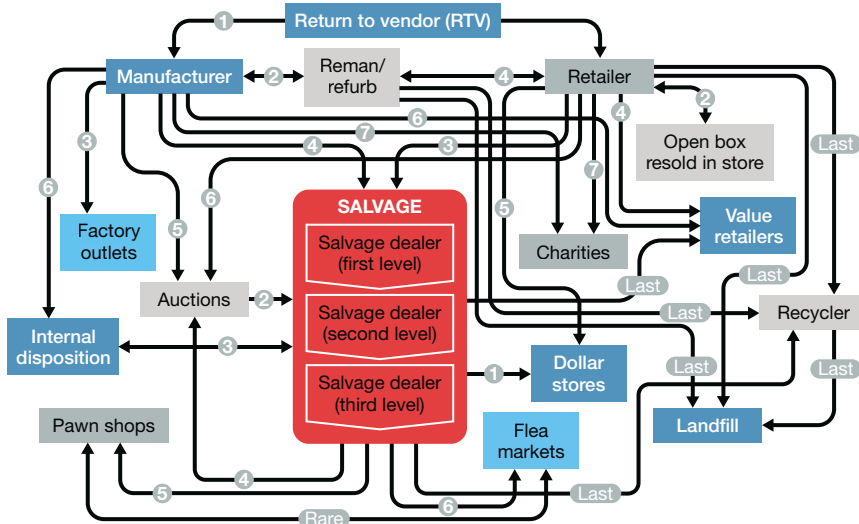 1
Return to vendor (RTV)
Manufacturer
2
Reman/
refurb
4
Retailer
2
Open box
resold in store
3
6
7
4
3
6
4
7
Last
6
5
6
5
Factory
outlets
SALVAGE
Salvage dealer
(first level)
Charities
Value
retailers
Last
Last
Auctions
2
Salvage dealer
(second level)
Last
Recycler
Internal
disposition
3
Last
Last
1
Dollar
stores
Salvage dealer
(third level)
Pawn shops
Flea
markets
Landfill
4
5
6
Last
Rare